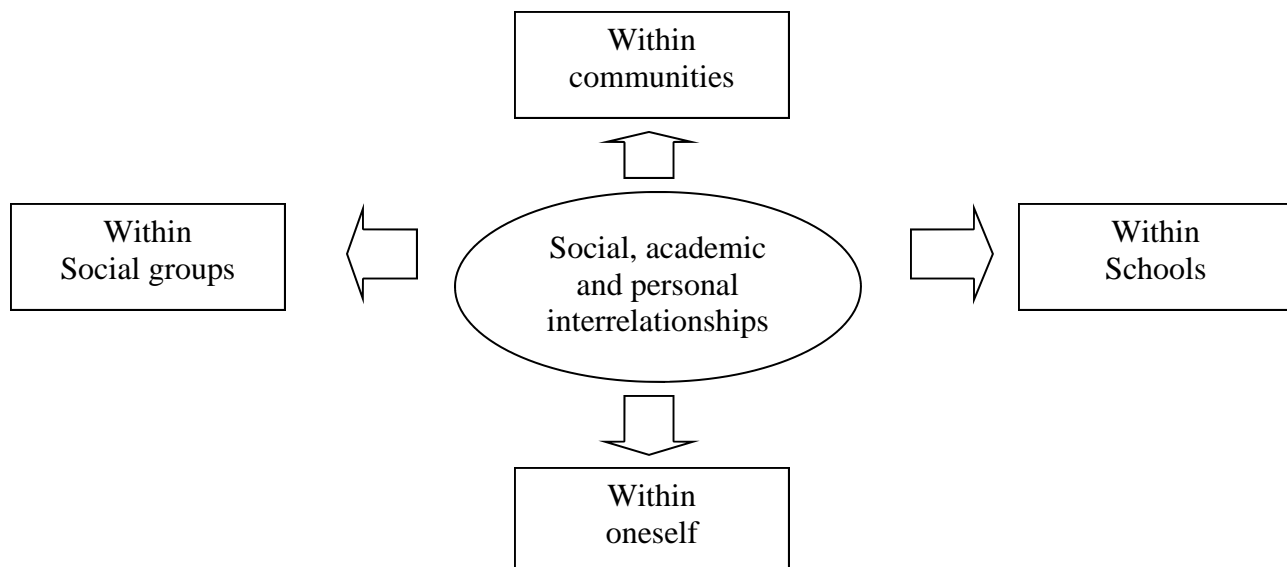 Within
communities
Within
Social groups
Social, academic
and personal
interrelationships
Within
Schools
Within
oneself